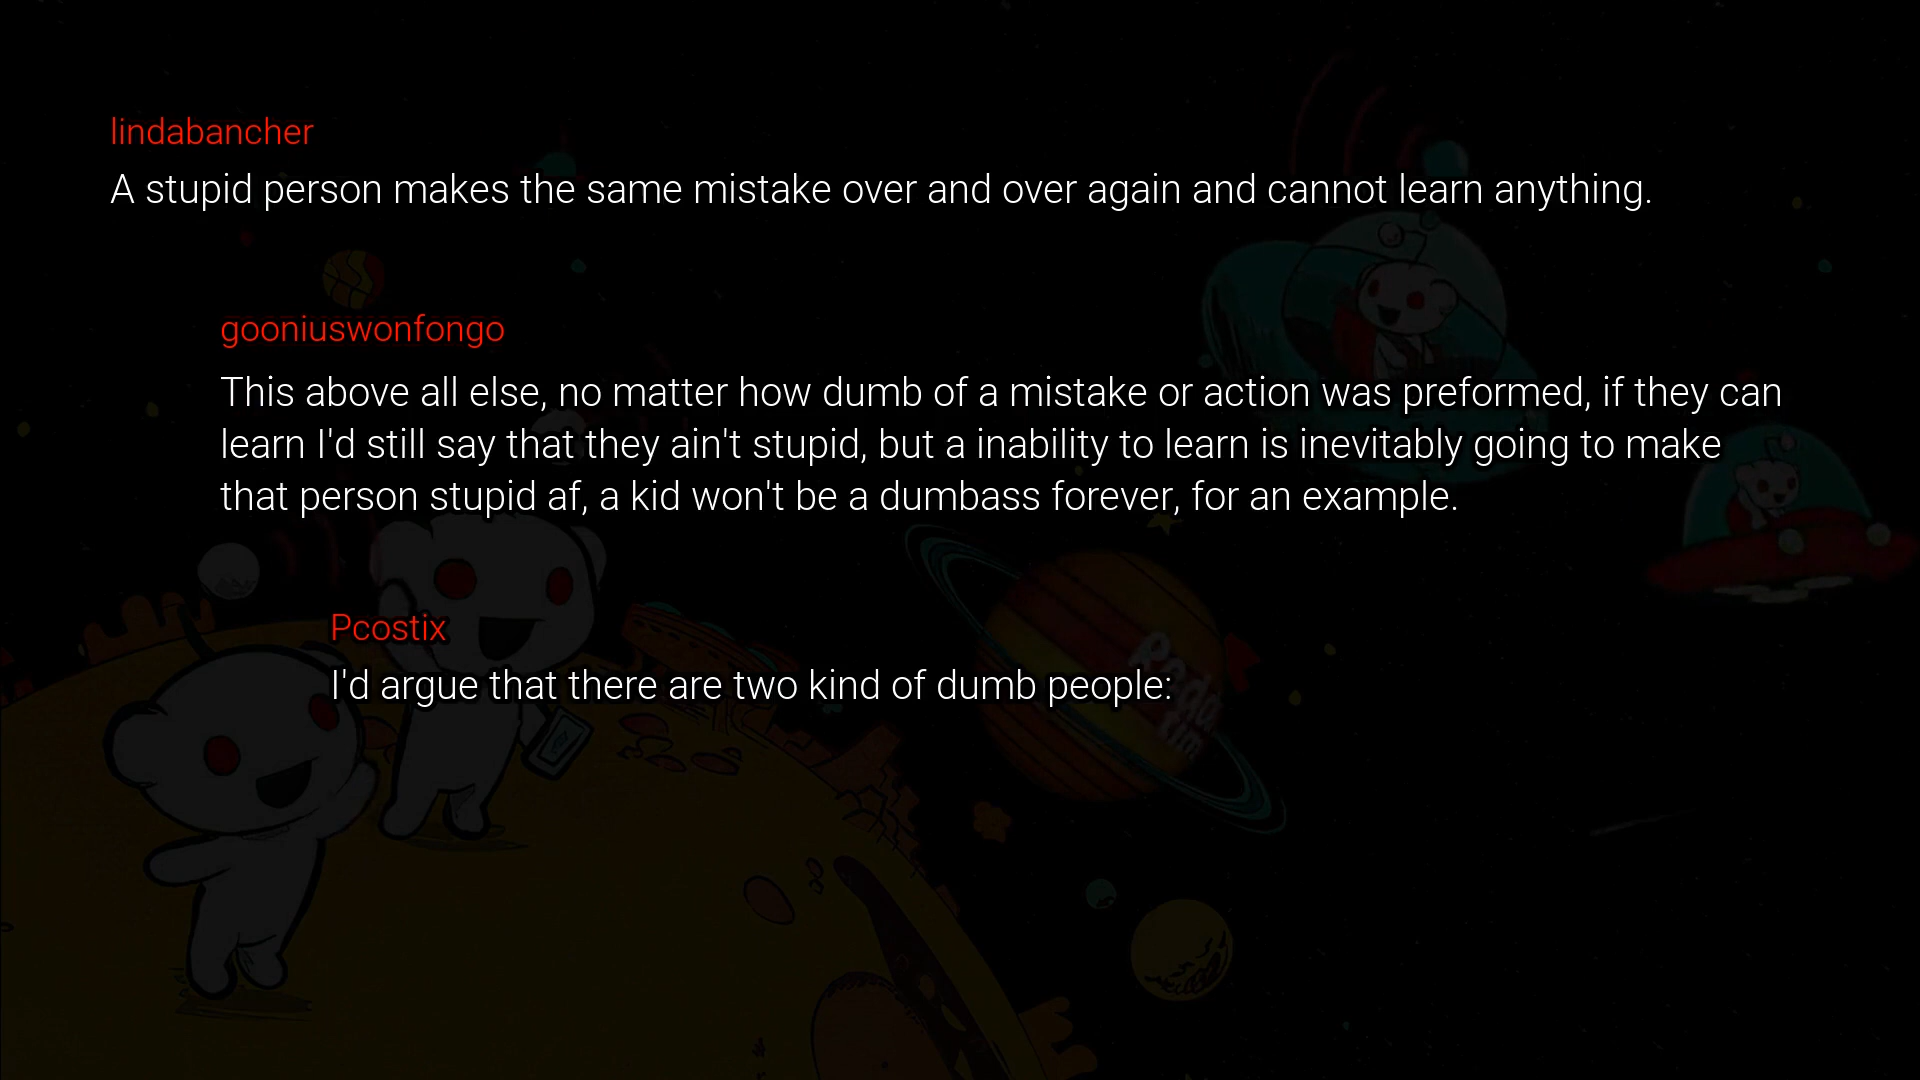 lindabancher
A stupid person makes the same mistake over and over again and cannot learn anything.
gooniuswonfongo
This above all else, no matter how dumb of a mistake or action was preformed, if they can
learn I'd still say that they ain't stupid, but a inability to learn is inevitably going to make
that person stupid af, a kid won't be a dumbass forever, for an example.
Pcostix
I'd argue that there are two kind of dumb people: